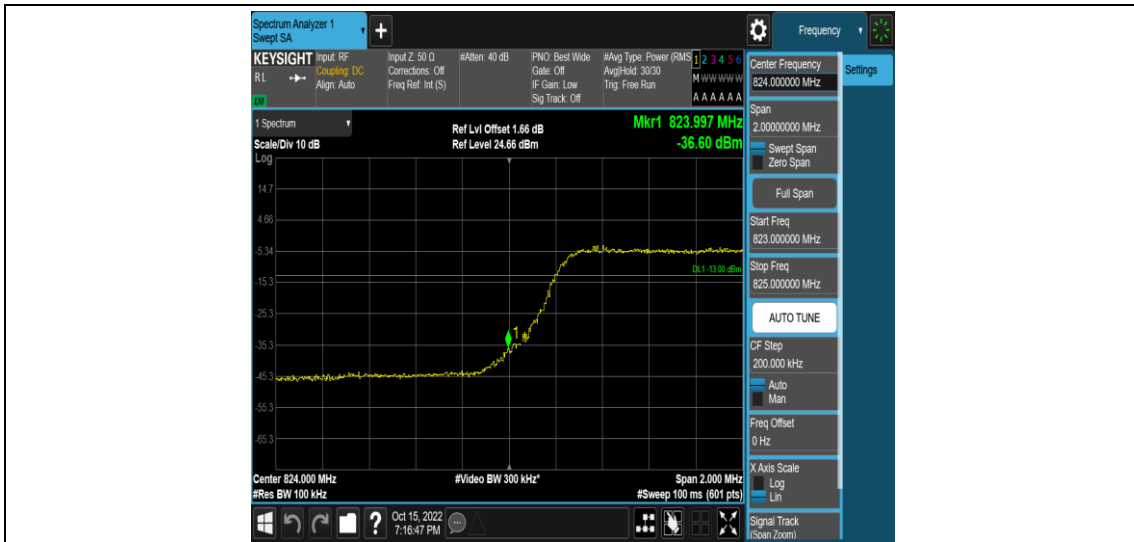 Spectrum Analyzer 1
Swept SA
Frequency
KEYSIGHT
RL
LXI
Input: RF
Coupling: DC
Align: Auto
Input Z: 50 Ω
Corrections: Off
Freq Ref: Int (S)
#Atten: 40 dB
PNO: Best Wide
Gate: Off
IF Gain: Low
Sig Track: Off
#Avg Type: Power (RMS
Avg|Hold: 30/30
Trig: Free Run
1 2 3 4 5 6
M W W W W W
A A A A A A
1 Spectrum
Scale/Div 10 dB
Log
Ref Lvl Offset 1.66 dB
Ref Level 24.66 dBm
Mkr1 823.997 MHz
-36.60 dBm
14.7
4.66
-5.34
-15.3
-25.3
-35.3
-45.3
-55.3
-65.3
DL1 -13.00 dBm
1
Center 824.000 MHz
#Res BW 100 kHz
#Video BW 300 kHz*
Span 2.000 MHz
#Sweep 100 ms (601 pts)
Oct 15, 2022
7:16:47 PM
Center Frequency
824.000000 MHz
Settings
Span
2.00000000 MHz
Swept Span
Zero Span
Full Span
Start Freq
823.000000 MHz
Stop Freq
825.000000 MHz
AUTO TUNE
CF Step
200.000 kHz
Auto
Man
Freq Offset
0 Hz
X Axis Scale
Log
Lin
Signal Track
(Span Zoom)